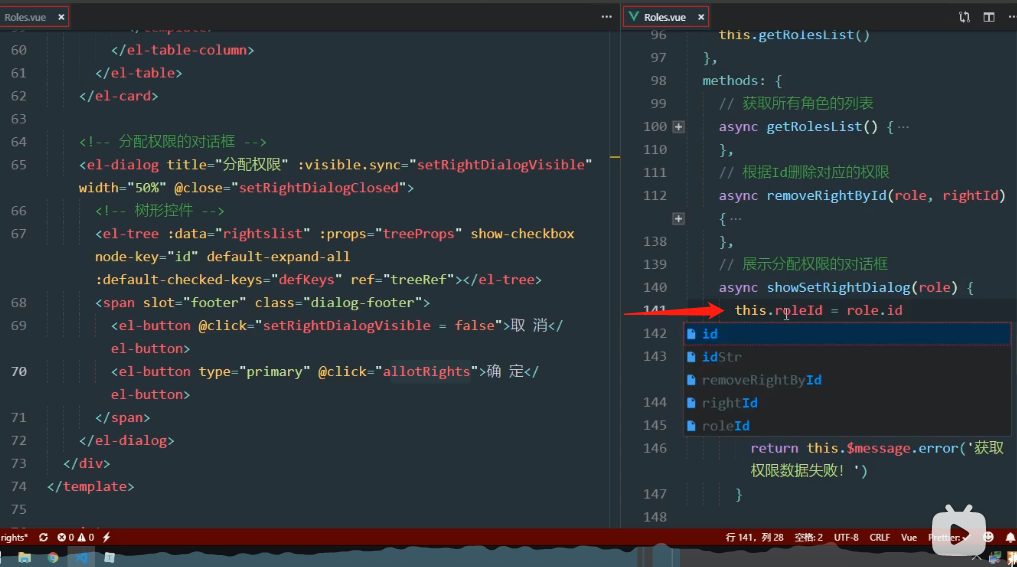 Roles.vue ×
60 </el-table-column>
61 </el-table>
62 </el-card>
63
64 <!-- 分配权限的对话框 -->
65 <el-dialog title="分配权限" :visible.sync="setRightDialogVisible"
width="50%" @close="setRightDialogClosed">
66 <!-- 树形控件 -->
67 <el-tree :data="rightslist" :props="treeProps" show-checkbox
node-key="id" default-expand-all
:default-checked-keys="defKeys" ref="treeRef"></el-tree>
68 <span slot="footer" class="dialog-footer">
69 <el-button @click="setRightDialogVisible = false">取 消</
el-button>
70 <el-button type="primary" @click="allotRights">确 定</
el-button>
71 </span>
72 </el-dialog>
73 </div>
74 </template>
75
Roles.vue ×
96 this.getRolesList()
97 },
98 methods: {
99 // 获取所有角色的列表
100 async getRolesList() {…
110 },
111 // 根据Id删除对应的权限
112 async removeRightById(role, rightId)
{…
138 },
139 // 展示分配权限的对话框
140 async showSetRightDialog(role) {
141 this.roleId = role.id
142 id
143 idStr
removeRightById
144 rightId
145 roleId
146 return this.$message.error('获取
权限数据失败！')
147 }
148
rights* 0 0 行 141，列 28 空格: 2 UTF-8 CRLF Vue Prettier: ✓